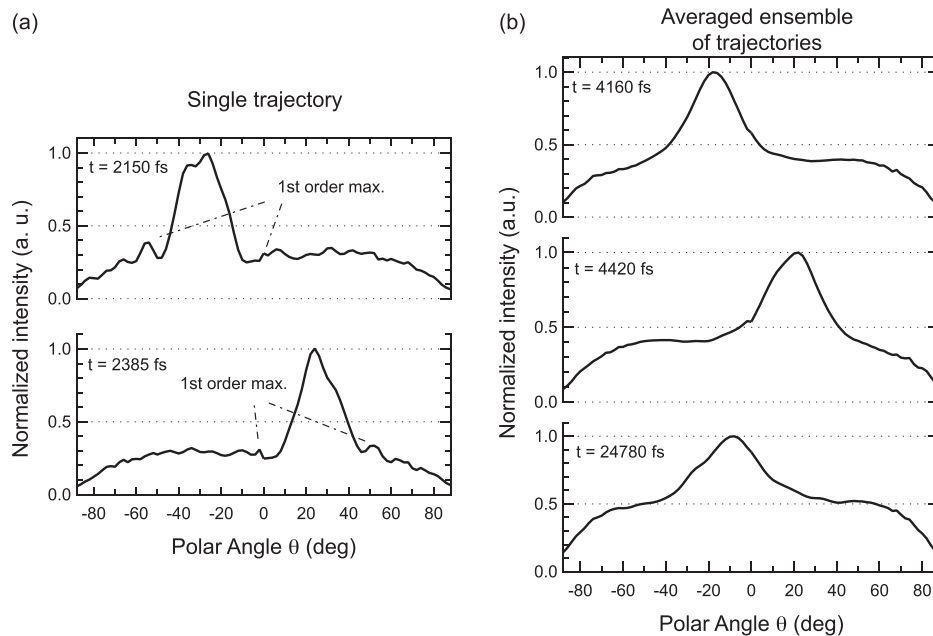 (a)
Single trajectory
Normalized intensity (a. u.)
1.0
0.5
0.0
t = 2150 fs
1st order max.
1.0
0.5
0.0
t = 2385 fs
1st order max.
-80 -60 -40 -20 0 20 40 60 80
Polar Angle θ (deg)
(b)
Averaged ensemble
of trajectories
Normalized intensity (a.u.)
1.0
0.5
0.0
t = 4160 fs
1.0
0.5
0.0
t = 4420 fs
1.0
0.5
0.0
t = 24780 fs
-80 -60 -40 -20 0 20 40 60 80
Polar Angle θ (deg)